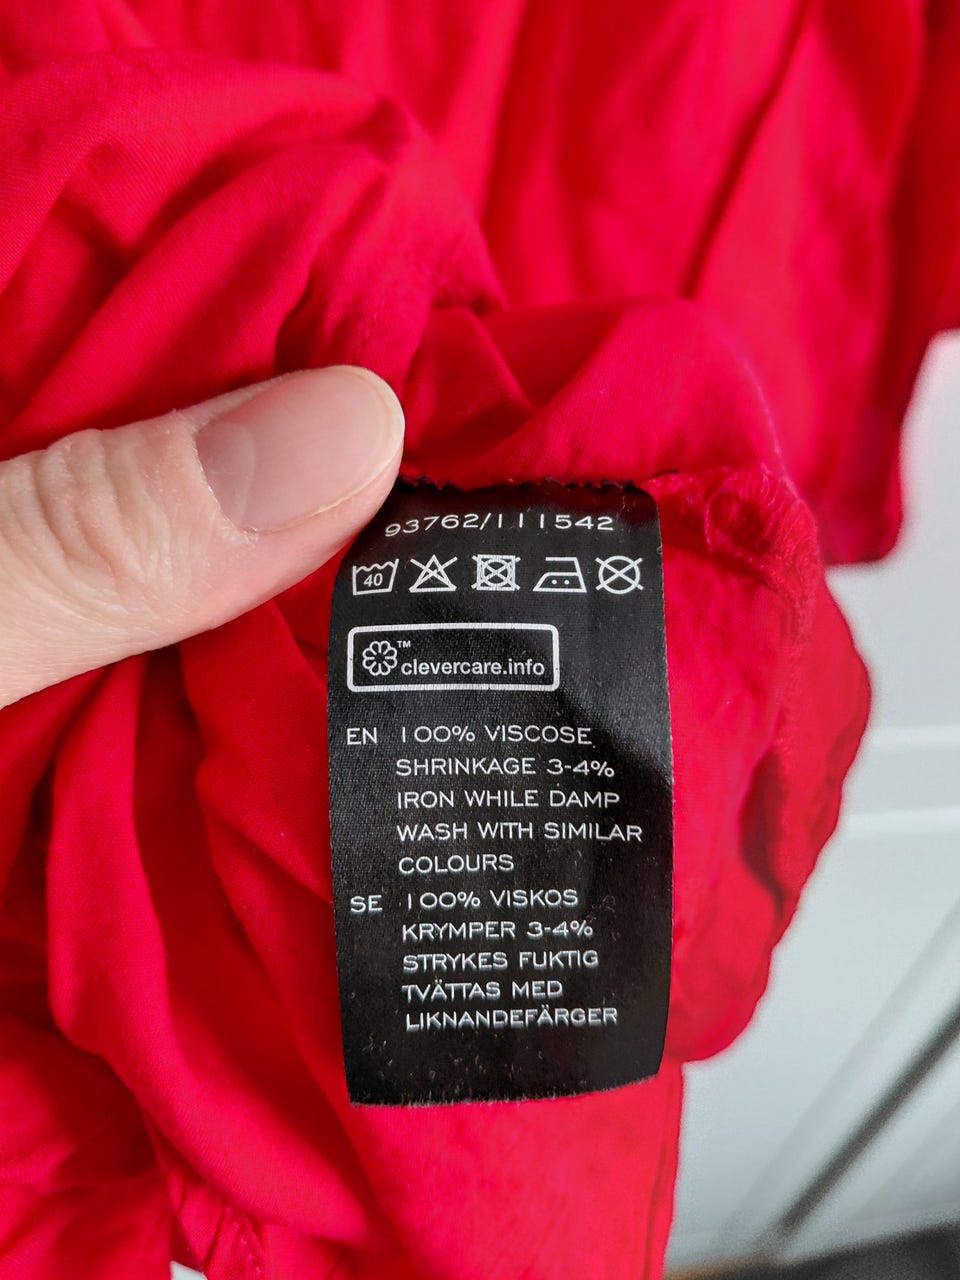 93762/111542
40
™
clevercare.info
EN 100% VISCOSE
SHRINKAGE 3-4%
IRON WHILE DAMP
WASH WITH SIMILAR
COLOURS
SE 100% VISKOS
KRYMPER 3-4%
STRYKES FUKTIG
TVÄTTAS MED
LIKNANDEFÄRGER